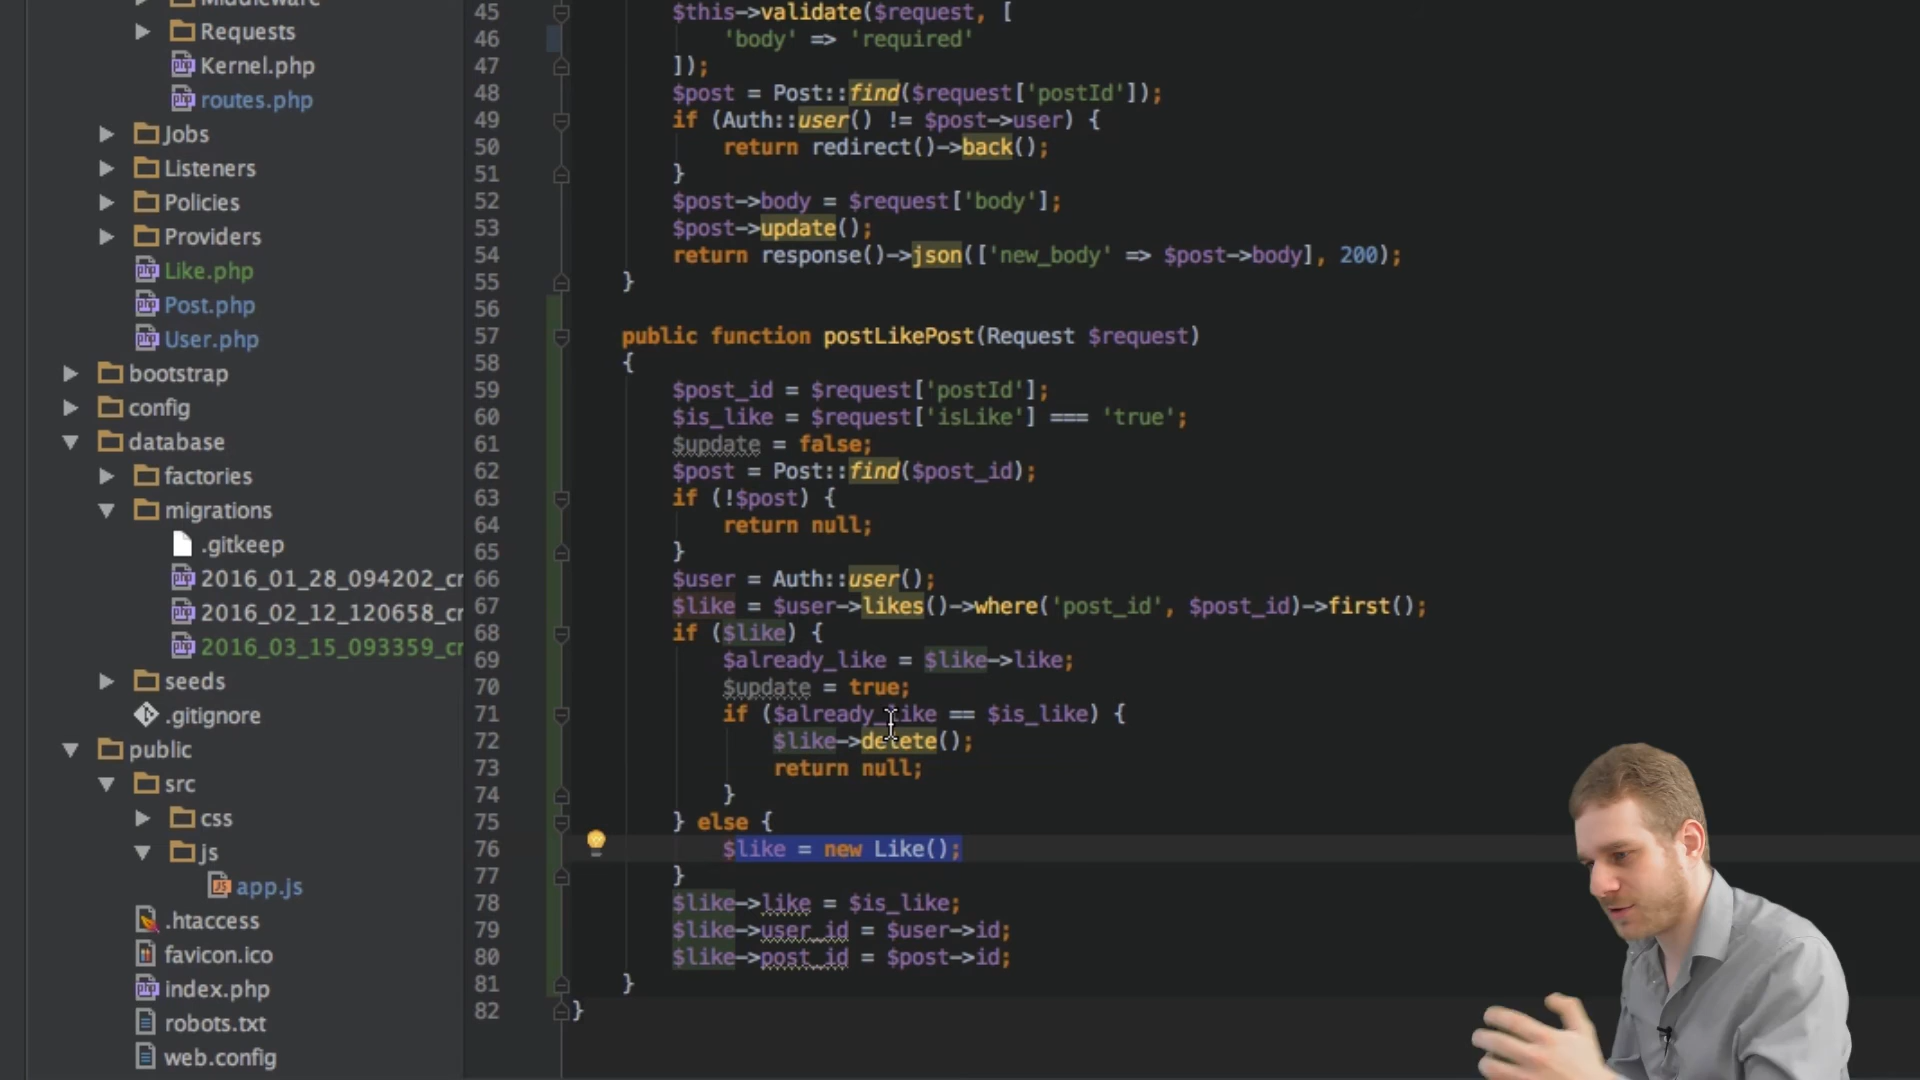 Middleware
Requests
Kernel.php
routes.php
Jobs
Listeners
Policies
Providers
Like.php
Post.php
User.php
bootstrap
config
database
factories
migrations
.gitkeep
2016_01_28_094202_cr
2016_02_12_120658_cr
2016_03_15_093359_cr
seeds
.gitignore
public
src
css
js
app.js
.htaccess
favicon.ico
index.php
robots.txt
web.config
45 $this->validate($request, [
46 'body' => 'required'
47 ]);
48 $post = Post::find($request['postId']);
49 if (Auth::user() != $post->user) {
50 return redirect()->back();
51 }
52 $post->body = $request['body'];
53 $post->update();
54 return response()->json(['new_body' => $post->body], 200);
55 }
56
57 public function postLikePost(Request $request)
58 {
59 $post_id = $request['postId'];
60 $is_like = $request['isLike'] === 'true';
61 $update = false;
62 $post = Post::find($post_id);
63 if (!$post) {
64 return null;
65 }
66 $user = Auth::user();
67 $like = $user->likes()->where('post_id', $post_id)->first();
68 if ($like) {
69 $already_like = $like->like;
70 $update = true;
71 if ($already_like == $is_like) {
72 $like->delete();
73 return null;
74 }
75 } else {
76 $like = new Like();
77 }
78 $like->like = $is_like;
79 $like->user_id = $user->id;
80 $like->post_id = $post->id;
81 }
82 }